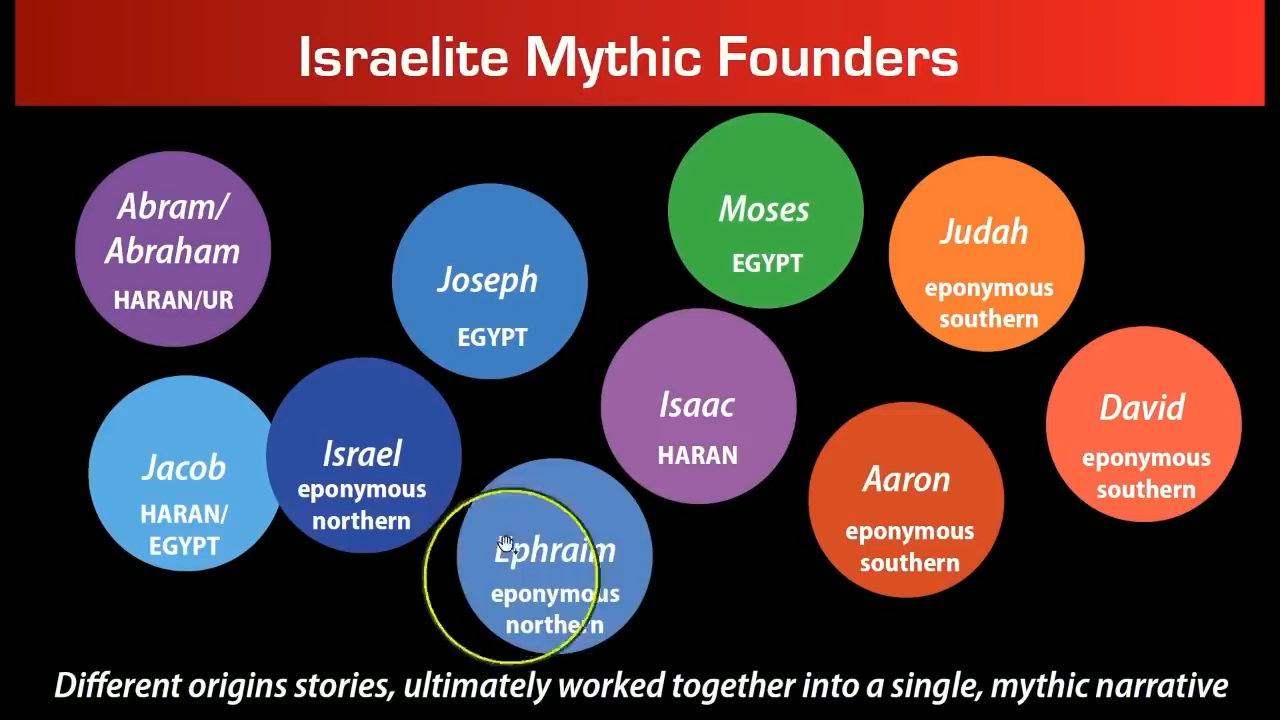 Israelite Mythic Founders
Abram/
Abraham
HARAN/UR
Joseph
EGYPT
Moses
EGYPT
Judah
eponymous
southern
Jacob
HARAN/
EGYPT
Israel
eponymous
northern
Ephraim
eponymous
northern
Isaac
HARAN
Aaron
eponymous
southern
David
eponymous
southern
Different origins stories, ultimately worked together into a single, mythic narrative